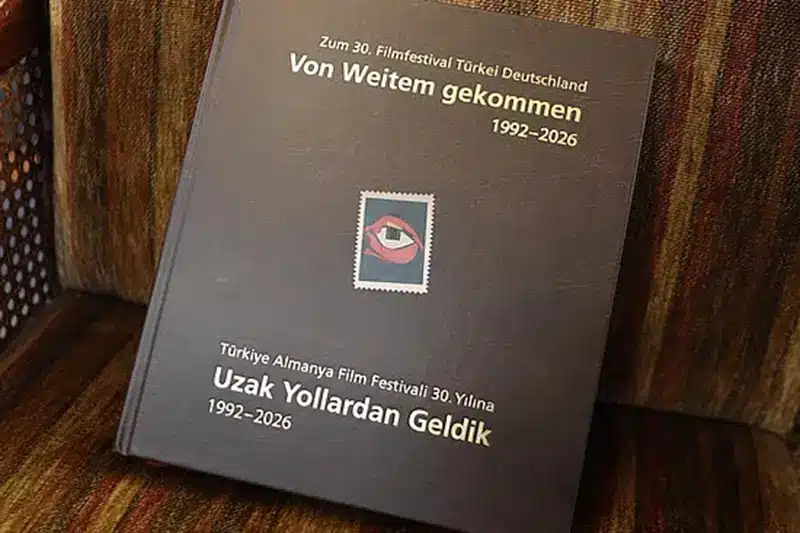 Zum 30. Filmfestival Türkei Deutschland
Von Weitem gekommen
1992–2026
Türkiye Almanya Film Festivali 30. Yılına
Uzak Yollardan Geldik
1992–2026